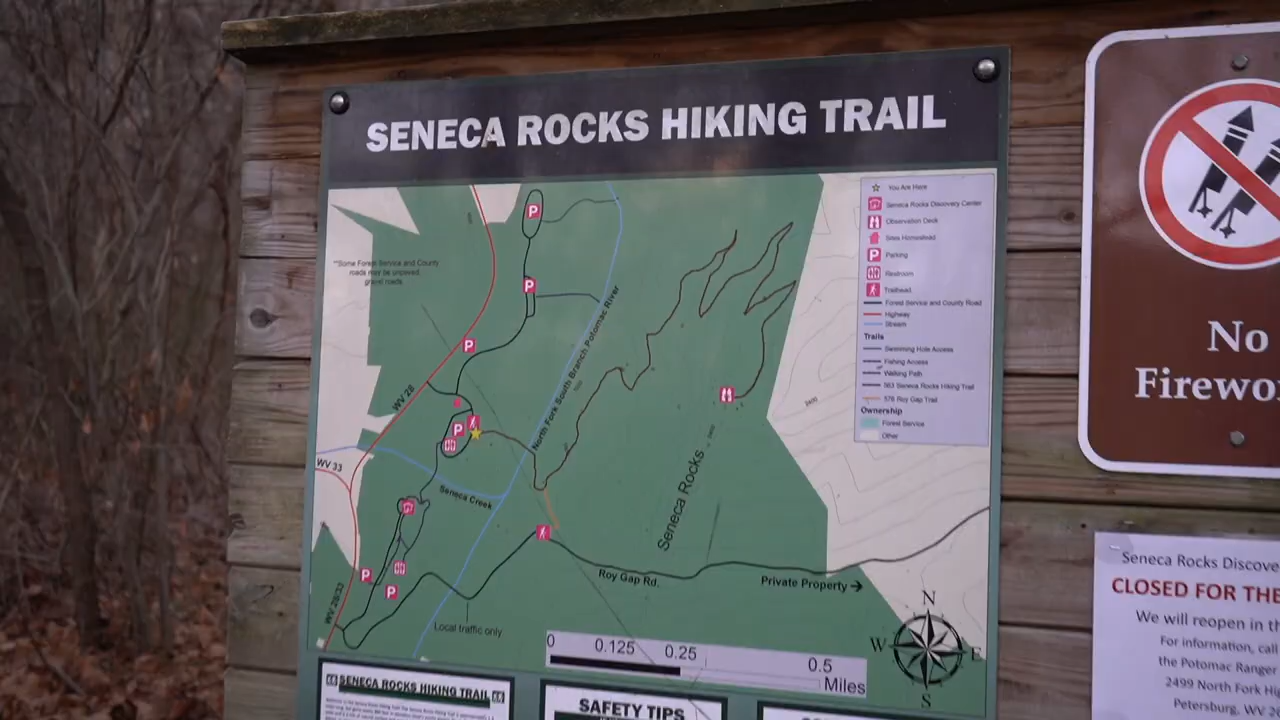 SENECA ROCKS HIKING TRAIL
You Are Here
Seneca Rocks Discovery Center
Observation Deck
Sites Homestead
P Parking
Restroom
Trailhead
Forest Service and County Road
Highway
Stream
Trails
Swimming Hole Access
Fishing Access
Walking Path
563 Seneca Rocks Hiking Trail
576 Roy Gap Trail
Ownership
Forest Service
Other
**Some Forest Service and County
roads may be unpaved
gravel roads
P
P
P
P
P
P
WV 28
WV 33
WV 28/33
North Fork South Branch Potomac River
Seneca Creek
Seneca Rocks
2400
Roy Gap Rd.
Private Property
Local traffic only
0 0.125 0.25 0.5
Miles
N
W E
S
SENECA ROCKS HIKING TRAIL
SAFETY TIPS
No
Firewo
Seneca Rocks Discove
CLOSED FOR THE
We will reopen in th
For information, call
the Potomac Ranger
2499 North Fork Hi
Petersburg, WV 2